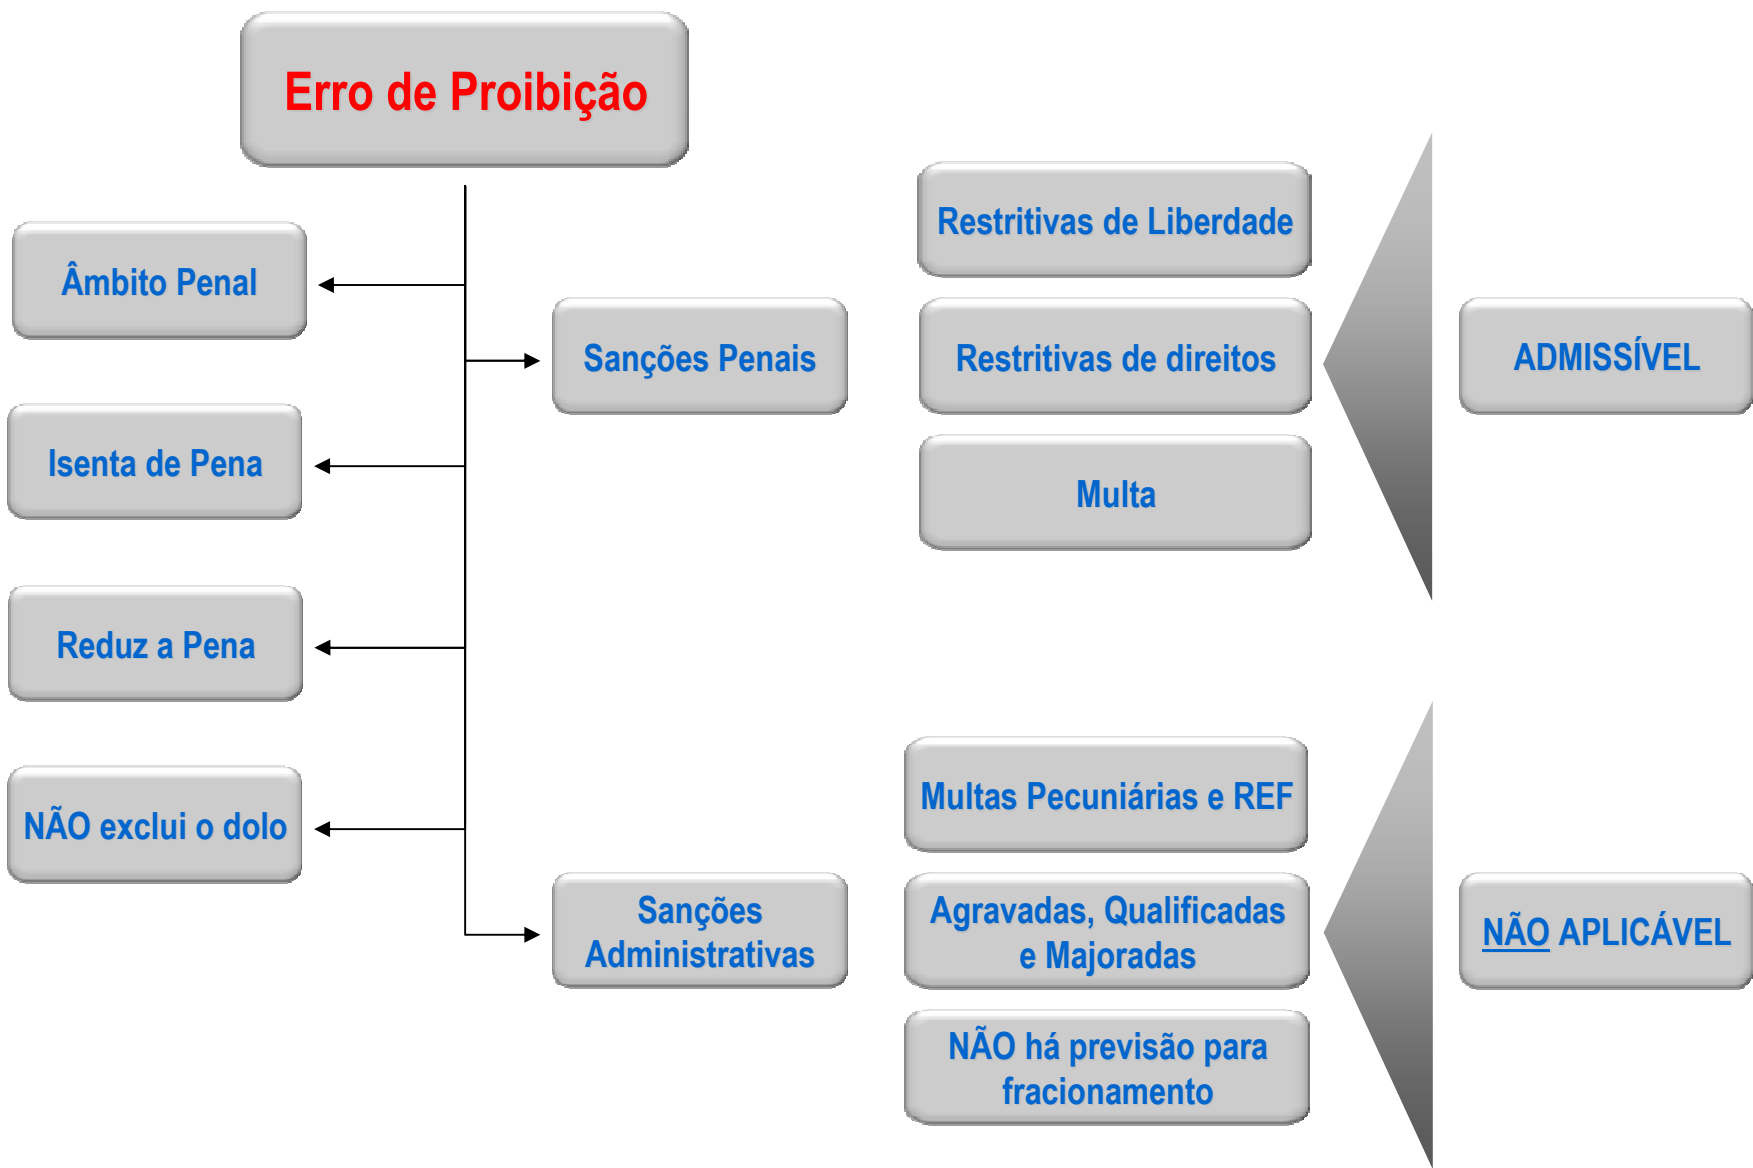 Erro de Proibição
Âmbito Penal
Isenta de Pena
Reduz a Pena
NÃO exclui o dolo
Sanções Penais
Restritivas de Liberdade
Restritivas de direitos
Multa
ADMISSÍVEL
Sanções
Administrativas
Multas Pecuniárias e REF
Agravadas, Qualificadas
e Majoradas
NÃO há previsão para
fracionamento
NÃO APLICÁVEL